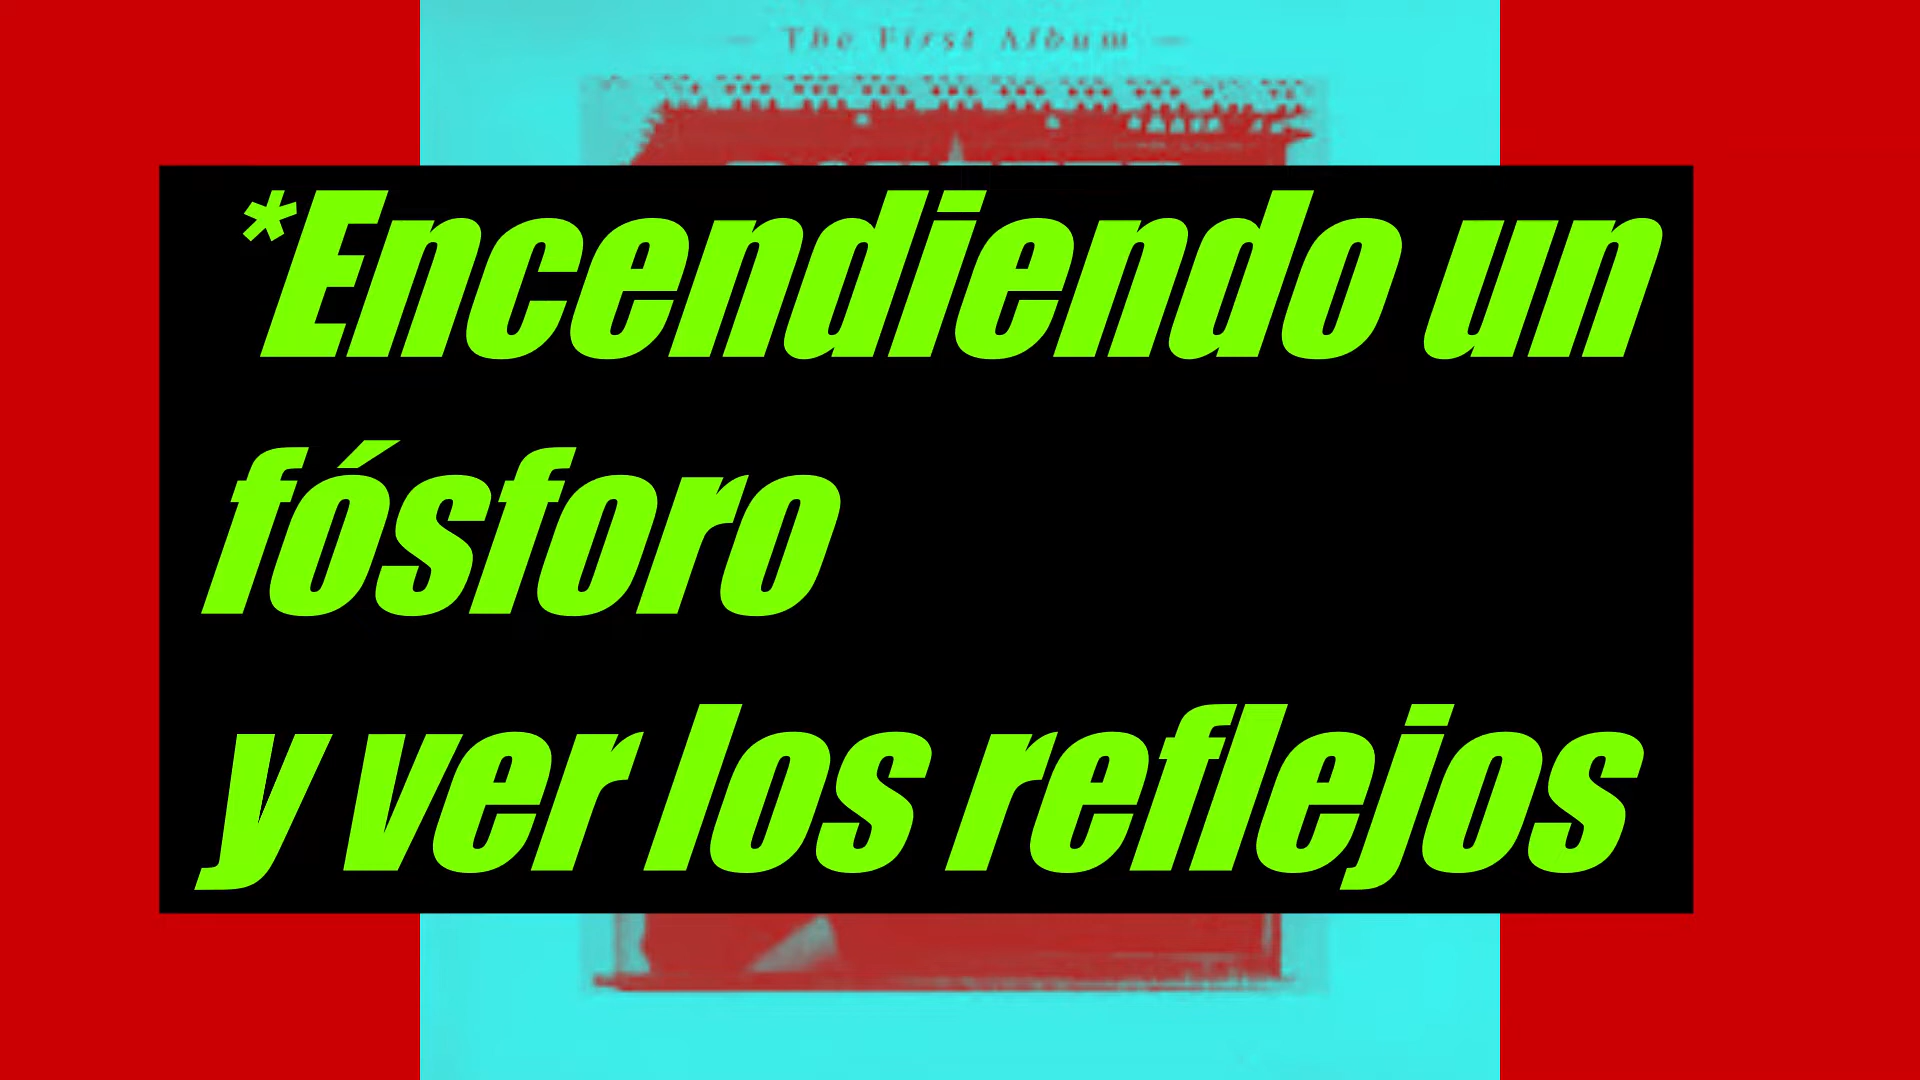 — The First Album —
*Encendiendo un
fósforo
y ver los reflejos